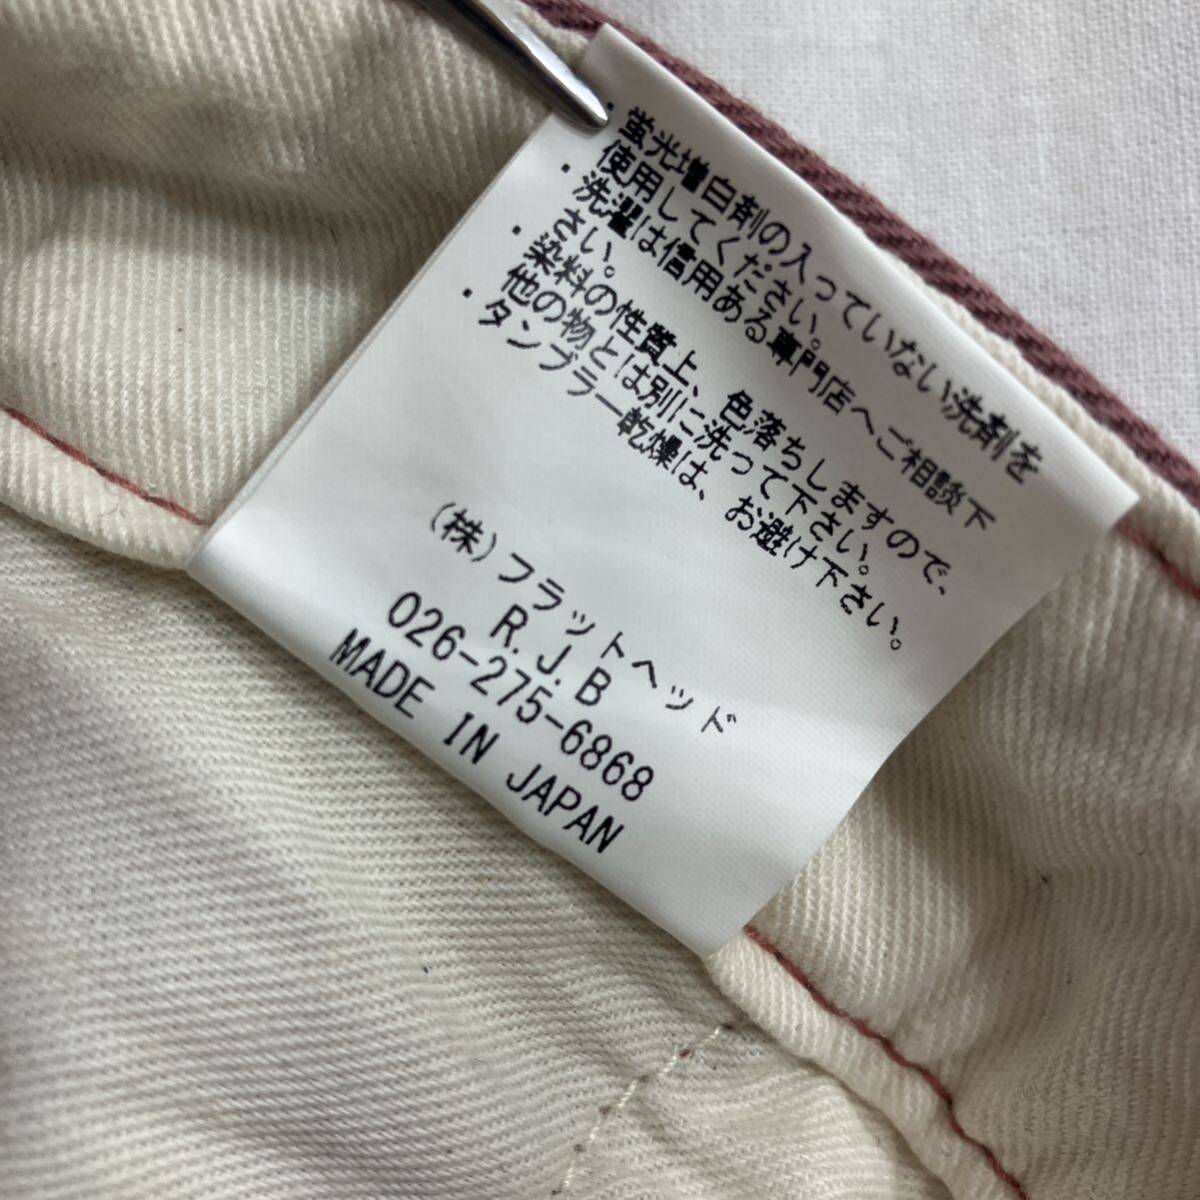 ・蛍光増白剤の入っていない洗剤を
使用してください。
・洗濯は信用ある専門店へご相談下
さい。
・染料の性質上、色落ちしますので、
他の物とは別に洗って下さい。
・タンブラー乾燥は、お避け下さい。
(株)フラットヘッド
R.J.B
026-275-6868
MADE IN JAPAN